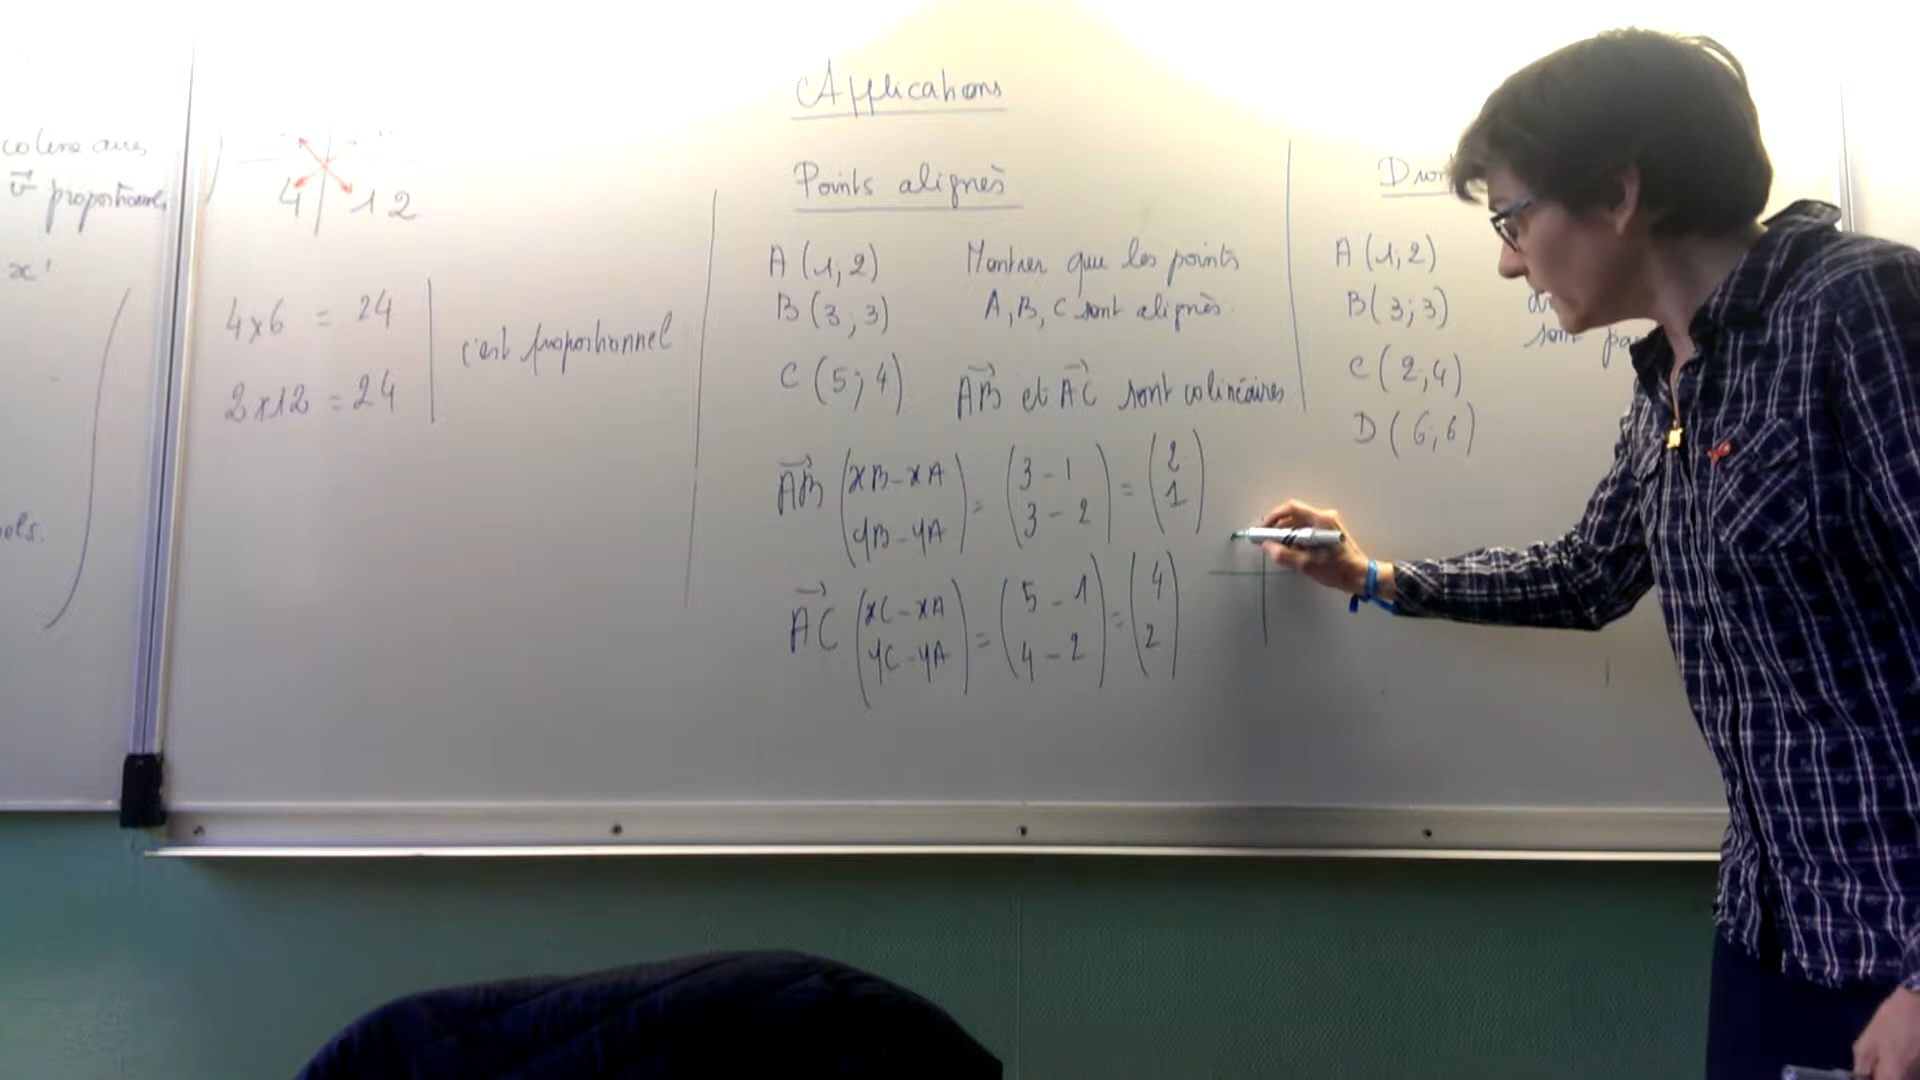 Applications
colinéaires
v⃗ proportionnels
x'
els.
4 | 12
4x6 = 24
2x12 = 24
c'est proportionnel
Points alignés
A (1; 2)
B (3; 3)
C (5; 4)
Montrer que les points
A, B, C sont alignés.
AB⃗ et AC⃗ sont colinéaires
AB⃗ (xB-xA / yB-yA) = (3-1 / 3-2) = (2 / 1)
AC⃗ (xC-xA / yC-yA) = (5-1 / 4-2) = (4 / 2)
A (1; 2)
B (3; 3)
C (2; 4)
D (6; 6)
sont pa